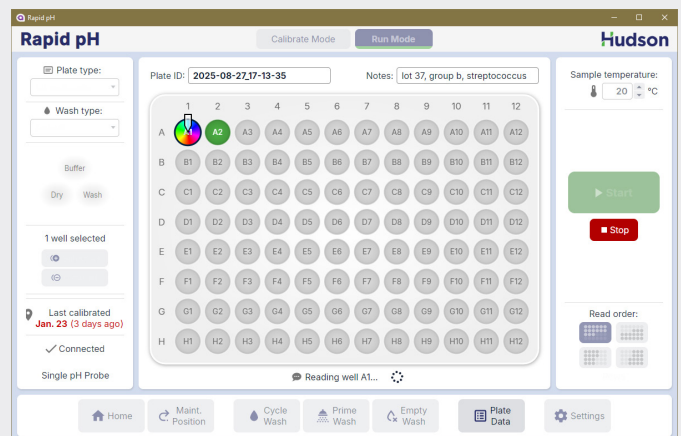 Rapid pH
Rapid pH
Calibrate Mode
Run Mode
Hudson
Plate type:
Wash type:
Buffer
Dry
Wash
1 well selected
Last calibrated
Jan. 23 (3 days ago)
Connected
Single pH Probe
Plate ID: 2025-08-27_17-13-35
Notes: lot 37, group b, streptococcus
1 2 3 4 5 6 7 8 9 10 11 12
A A1 A2 A3 A4 A5 A6 A7 A8 A9 A10 A11 A12
B B1 B2 B3 B4 B5 B6 B7 B8 B9 B10 B11 B12
C C1 C2 C3 C4 C5 C6 C7 C8 C9 C10 C11 C12
D D1 D2 D3 D4 D5 D6 D7 D8 D9 D10 D11 D12
E E1 E2 E3 E4 E5 E6 E7 E8 E9 E10 E11 E12
F F1 F2 F3 F4 F5 F6 F7 F8 F9 F10 F11 F12
G G1 G2 G3 G4 G5 G6 G7 G8 G9 G10 G11 G12
H H1 H2 H3 H4 H5 H6 H7 H8 H9 H10 H11 H12
Reading well A1...
Sample temperature:
20 °C
Start
Stop
Read order:
Home
Maint.
Position
Cycle
Wash
Prime
Wash
Empty
Wash
Plate
Data
Settings